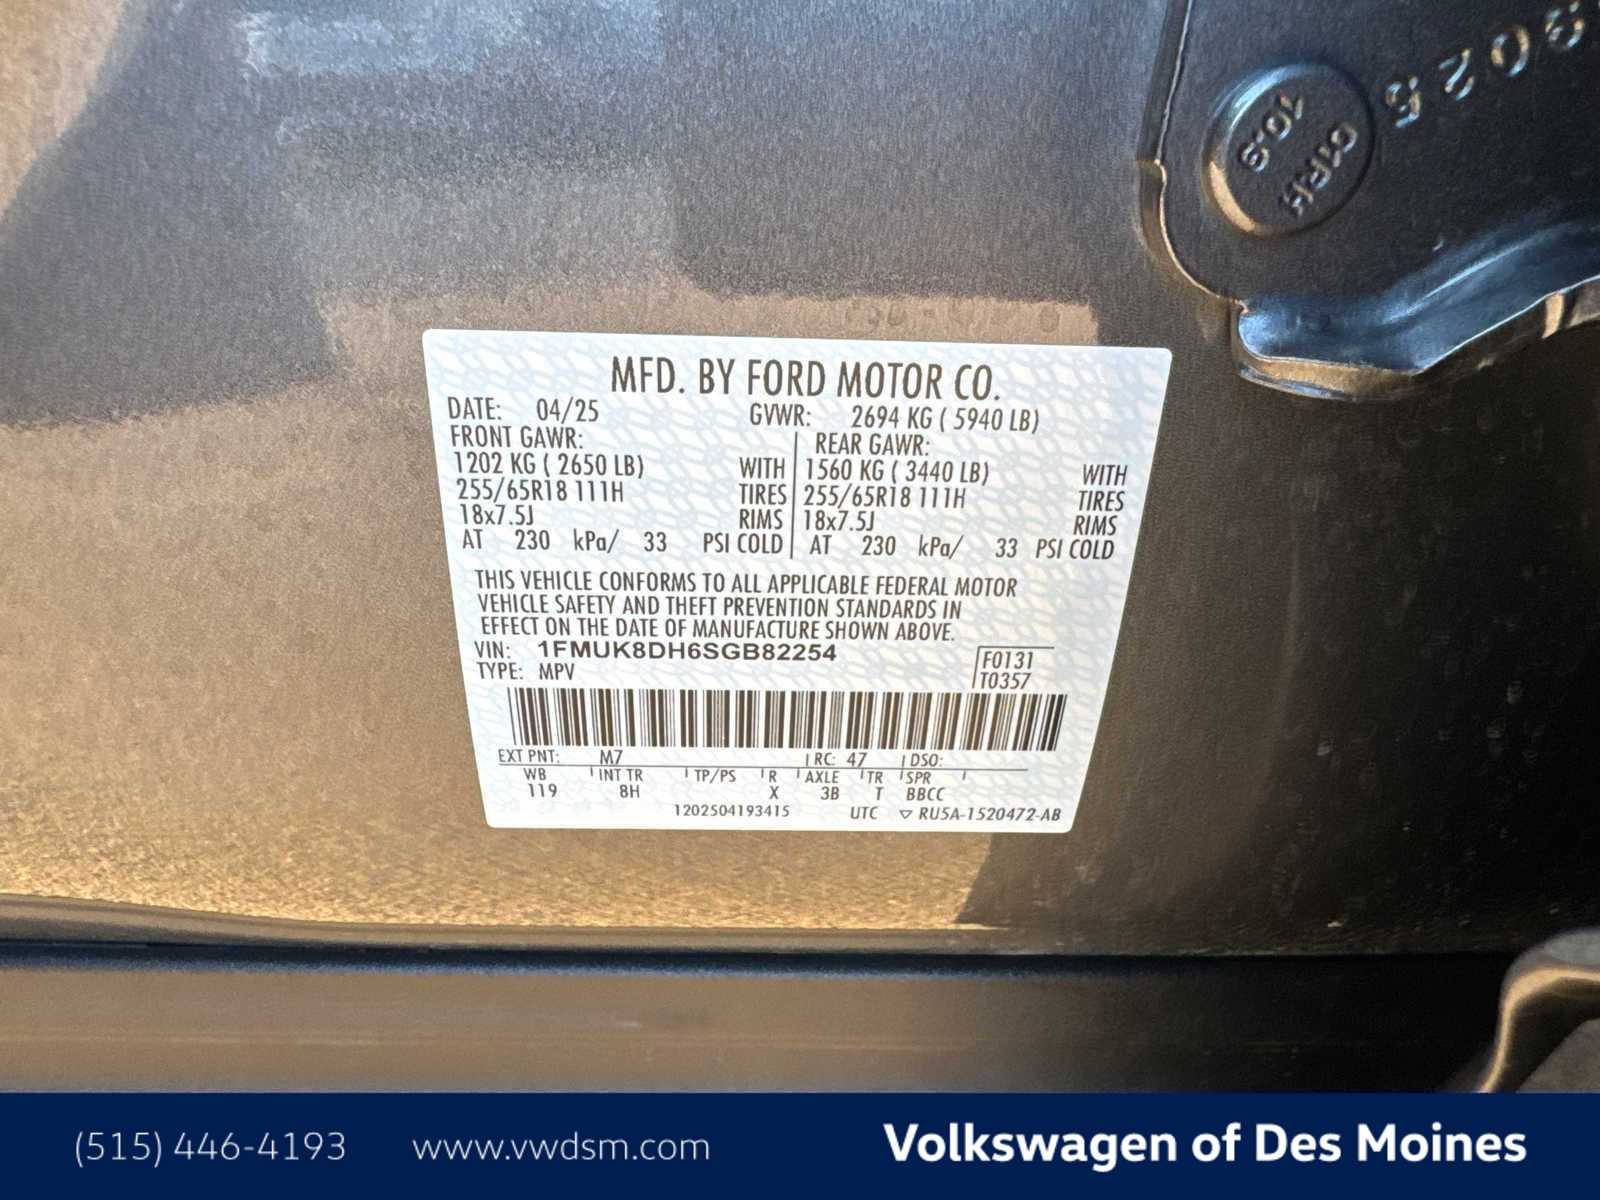 3025
10.9
01RH
MFD. BY FORD MOTOR CO.
DATE: 04/25 GVWR: 2694 KG ( 5940 LB)
FRONT GAWR: REAR GAWR:
1202 KG ( 2650 LB) WITH 1560 KG ( 3440 LB) WITH
255/65R18 111H TIRES 255/65R18 111H TIRES
18x7.5J RIMS 18x7.5J RIMS
AT 230 kPa/ 33 PSI COLD AT 230 kPa/ 33 PSI COLD
THIS VEHICLE CONFORMS TO ALL APPLICABLE FEDERAL MOTOR
VEHICLE SAFETY AND THEFT PREVENTION STANDARDS IN
EFFECT ON THE DATE OF MANUFACTURE SHOWN ABOVE.
VIN: 1FMUK8DH6SGB82254 F0131
TYPE: MPV T0357
EXT PNT: M7 RC: 47 DSO:
WB INT TR TP/PS R AXLE TR SPR
119 8H X 3B T BBCC
1202504193415 UTC ▽ RU5A-1520472-AB
(515) 446-4193 www.vwdsm.com Volkswagen of Des Moines